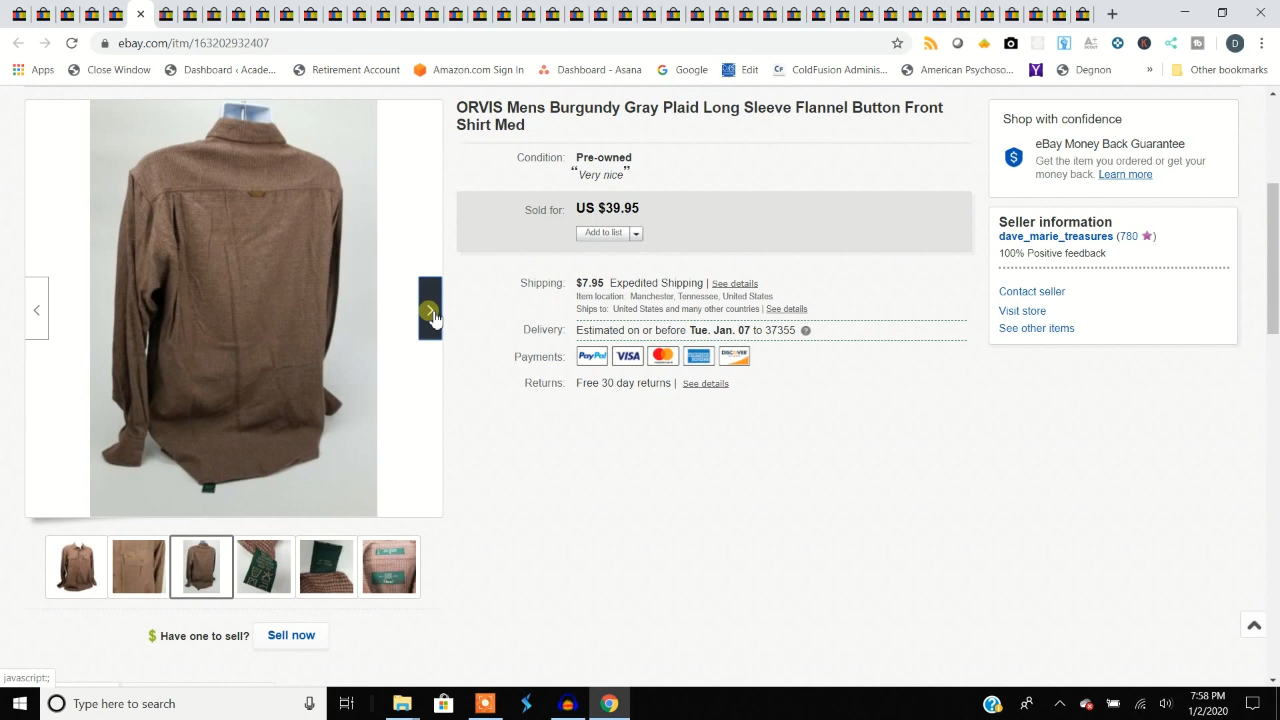 ebay.com/itm/163202932407
D
Apps
Close Window
Dashboard ‹ Acade...
Retirement Account
Amazon.com Sign In
Dashboard - Asana
Google
Edit
ColdFusion Adminis...
American Psychoso...
Degnon
»
Other bookmarks
ORVIS Mens Burgundy Gray Plaid Long Sleeve Flannel Button Front
Shirt Med
Condition: Pre-owned
“Very nice”
Sold for: US $39.95
Add to list
Shipping: $7.95 Expedited Shipping | See details
Item location: Manchester, Tennessee, United States
Ships to: United States and many other countries | See details
Delivery: Estimated on or before Tue. Jan. 07 to 37355
Payments: PayPal VISA MasterCard DISCOVER
Returns: Free 30 day returns | See details
Shop with confidence
eBay Money Back Guarantee
Get the item you ordered or get your
money back. Learn more
Seller information
dave_marie_treasures (780 )
100% Positive feedback
Contact seller
Visit store
See other items
$ Have one to sell? Sell now
javascript:;
Type here to search
7:58 PM
1/2/2020